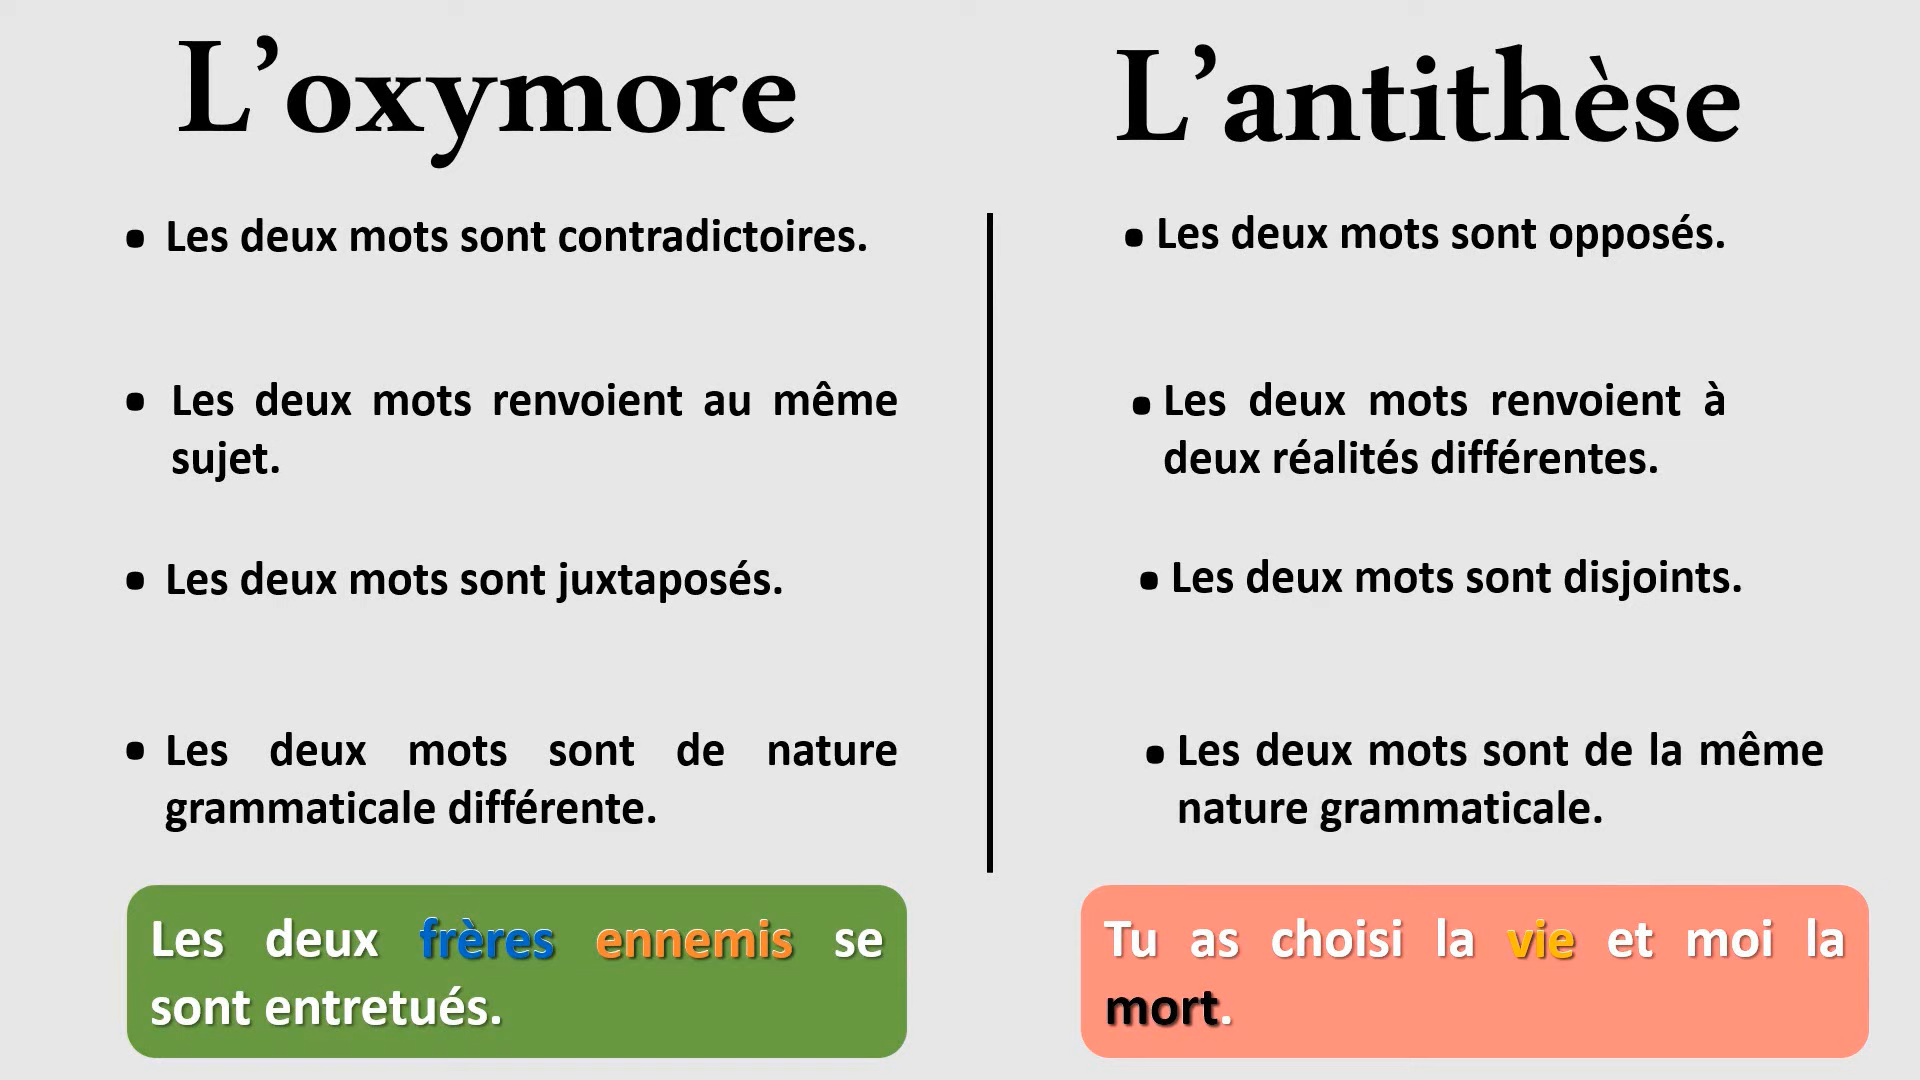 L’oxymore
• Les deux mots sont contradictoires.
• Les deux mots renvoient au même
sujet.
• Les deux mots sont juxtaposés.
• Les deux mots sont de nature
grammaticale différente.
Les deux frères ennemis se
sont entretués.
L’antithèse
• Les deux mots sont opposés.
• Les deux mots renvoient à
deux réalités différentes.
• Les deux mots sont disjoints.
• Les deux mots sont de la même
nature grammaticale.
Tu as choisi la vie et moi la
mort.